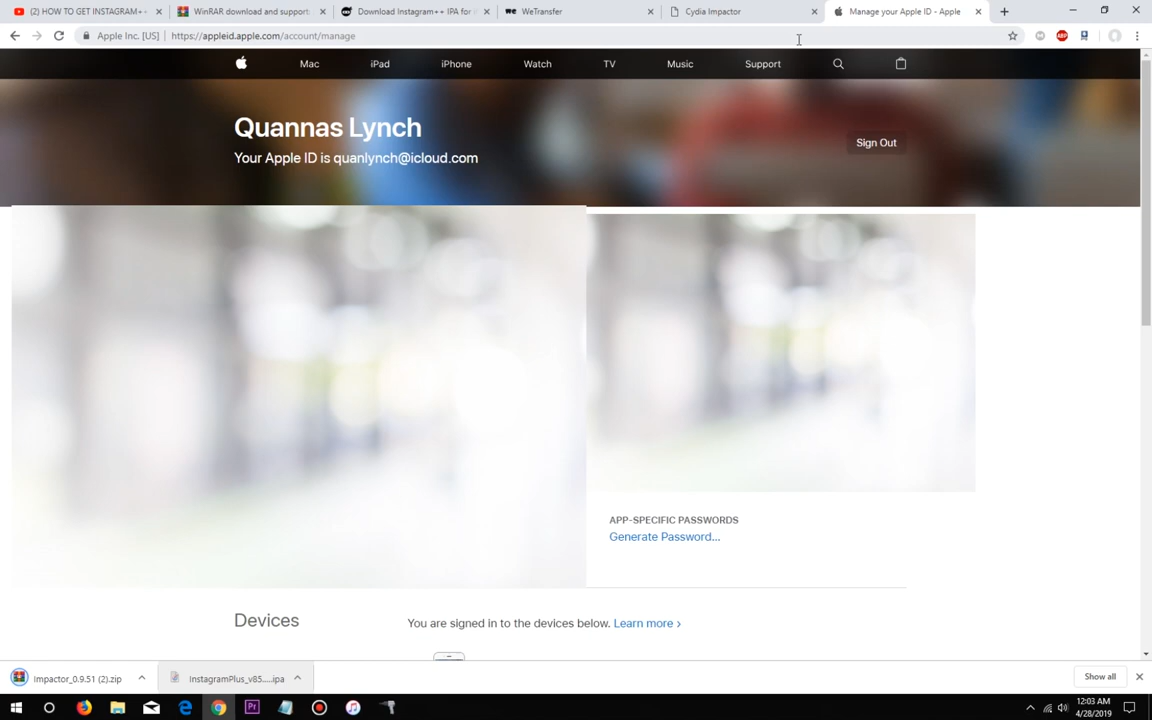 (2) HOW TO GET INSTAGRAM++
WinRAR download and support
Download Instagram++ IPA for
WeTransfer
Cydia Impactor
Manage your Apple ID - Apple
Apple Inc. [US]
https://appleid.apple.com/account/manage
ABP
Mac
iPad
iPhone
Watch
TV
Music
Support
Quannas Lynch
Your Apple ID is quanlynch@icloud.com
Sign Out
APP-SPECIFIC PASSWORDS
Generate Password...
Devices
You are signed in to the devices below. Learn more ›
Impactor_0.9.51 (2).zip
InstagramPlus_v85.....ipa
Show all
Pr
12:03 AM
4/28/2019